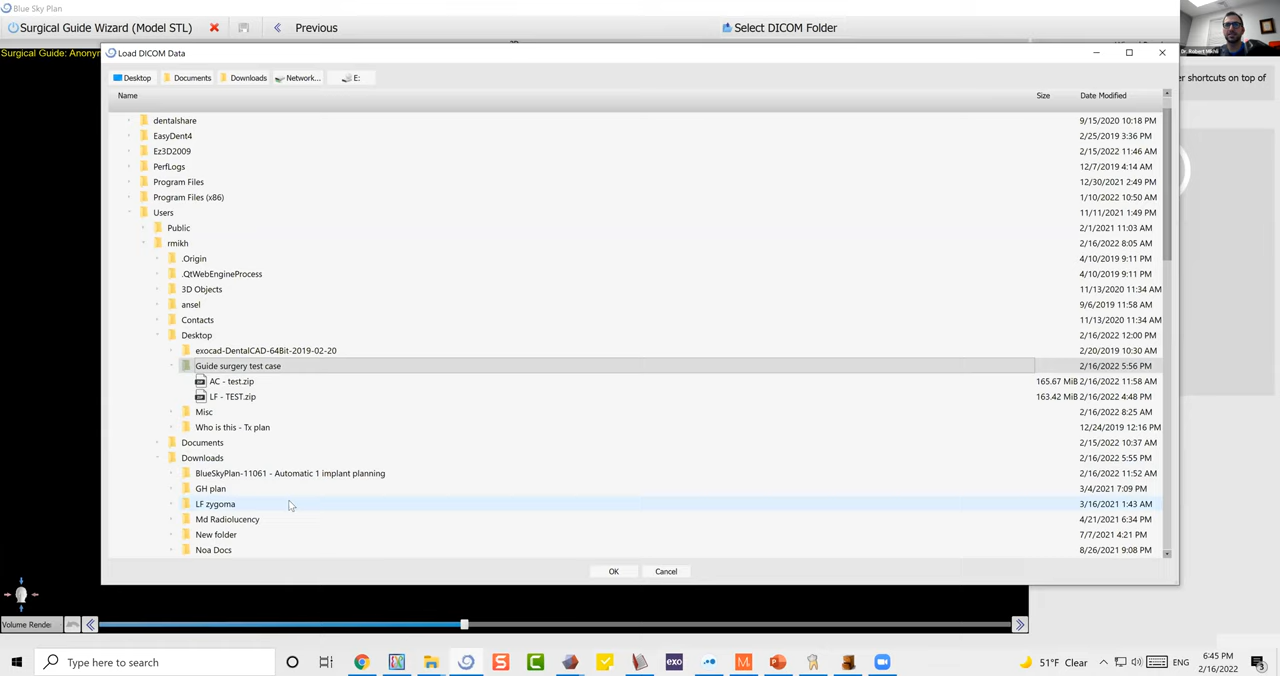 Blue Sky Plan
Surgical Guide Wizard (Model STL)
Previous
Select DICOM Folder
Dr. Robert Mikhli
Surgical Guide: Anonym
Load DICOM Data
er shortcuts on top of
Desktop Documents Downloads Network... E:
Name Size Date Modified
dentalshare 9/15/2020 10:18 PM
EasyDent4 2/25/2019 3:36 PM
Ez3D2009 2/15/2022 11:46 AM
PerfLogs 12/7/2019 4:14 AM
Program Files 12/30/2021 2:49 PM
Program Files (x86) 1/10/2022 10:50 AM
Users 11/11/2021 1:49 PM
Public 2/1/2021 11:03 AM
rmikh 2/16/2022 8:05 AM
.Origin 4/10/2019 9:11 PM
.QtWebEngineProcess 4/10/2019 9:11 PM
3D Objects 11/13/2020 11:34 AM
ansel 9/6/2019 11:58 AM
Contacts 11/13/2020 11:34 AM
Desktop 2/16/2022 12:00 PM
exocad-DentalCAD-64Bit-2019-02-20 2/20/2019 10:30 AM
Guide surgery test case 2/16/2022 5:56 PM
AC - test.zip 165.67 MiB 2/16/2022 11:58 AM
LF - TEST.zip 163.42 MiB 2/16/2022 4:48 PM
Misc 2/16/2022 8:25 AM
Who is this - Tx plan 12/24/2019 12:16 PM
Documents 2/15/2022 10:37 AM
Downloads 2/16/2022 5:55 PM
BlueSkyPlan-11061 - Automatic 1 implant planning 2/16/2022 11:52 AM
GH plan 3/4/2021 7:09 PM
LF zygoma 3/16/2021 1:43 AM
Md Radiolucency 4/21/2021 6:34 PM
New folder 7/7/2021 4:21 PM
Noa Docs 8/26/2021 9:08 PM
OK Cancel
Volume Rende
Type here to search
exo
51°F Clear
ENG
6:45 PM
2/16/2022
3